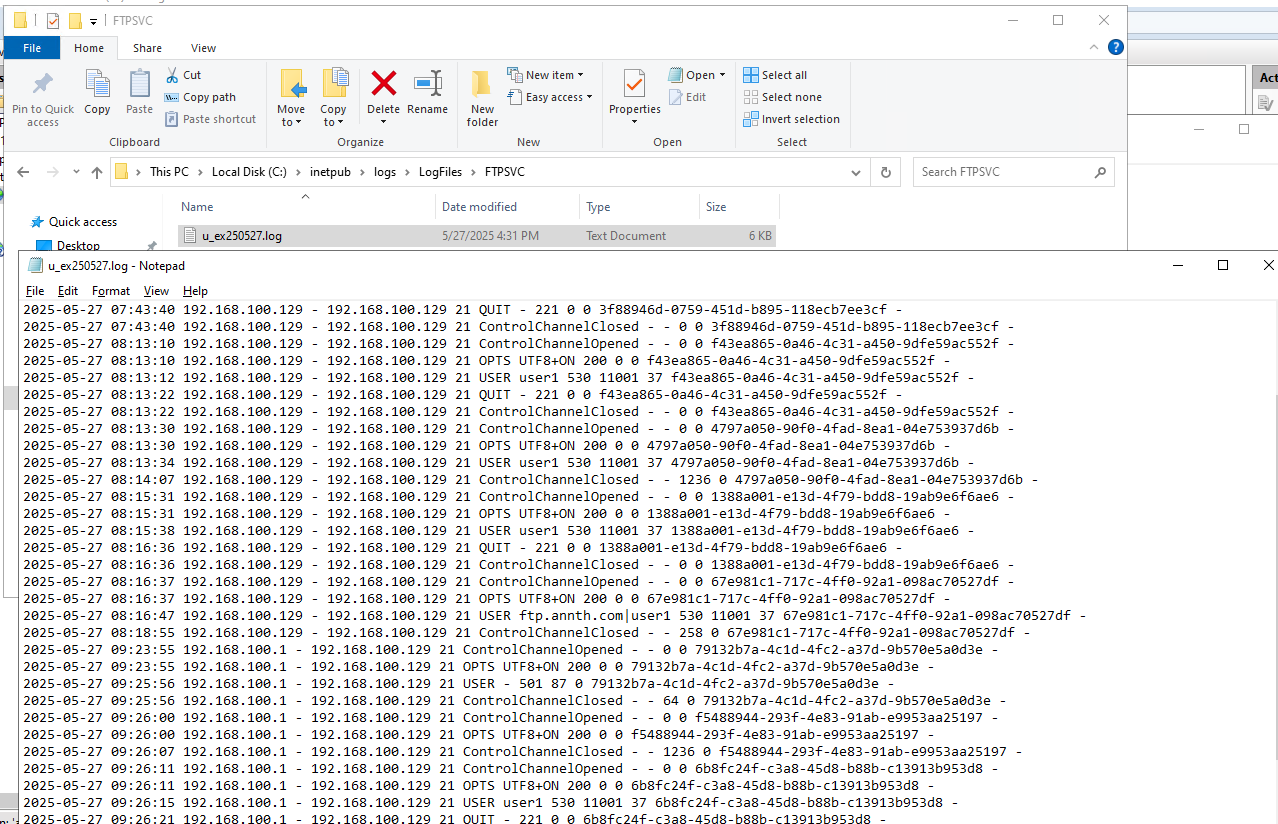 FTPSVC
File Home Share View
Pin to Quick access
Copy
Paste
Cut
Copy path
Paste shortcut
Move to
Copy to
Delete
Rename
New folder
New item
Easy access
Properties
Open
Edit
Select all
Select none
Invert selection
Clipboard Organize New Open Select
Act
This PC > Local Disk (C:) > inetpub > logs > LogFiles > FTPSVC
Search FTPSVC
Name Date modified Type Size
Quick access
Desktop
u_ex250527.log 5/27/2025 4:31 PM Text Document 6 KB
u_ex250527.log - Notepad
File Edit Format View Help
2025-05-27 07:43:40 192.168.100.129 - 192.168.100.129 21 QUIT - 221 0 0 3f88946d-0759-451d-b895-118ecb7ee3cf -
2025-05-27 07:43:40 192.168.100.129 - 192.168.100.129 21 ControlChannelClosed - - 0 0 3f88946d-0759-451d-b895-118ecb7ee3cf -
2025-05-27 08:13:10 192.168.100.129 - 192.168.100.129 21 ControlChannelOpened - - 0 0 f43ea865-0a46-4c31-a450-9dfe59ac552f -
2025-05-27 08:13:10 192.168.100.129 - 192.168.100.129 21 OPTS UTF8+ON 200 0 0 f43ea865-0a46-4c31-a450-9dfe59ac552f -
2025-05-27 08:13:12 192.168.100.129 - 192.168.100.129 21 USER user1 530 11001 37 f43ea865-0a46-4c31-a450-9dfe59ac552f -
2025-05-27 08:13:22 192.168.100.129 - 192.168.100.129 21 QUIT - 221 0 0 f43ea865-0a46-4c31-a450-9dfe59ac552f -
2025-05-27 08:13:22 192.168.100.129 - 192.168.100.129 21 ControlChannelClosed - - 0 0 f43ea865-0a46-4c31-a450-9dfe59ac552f -
2025-05-27 08:13:30 192.168.100.129 - 192.168.100.129 21 ControlChannelOpened - - 0 0 4797a050-90f0-4fad-8ea1-04e753937d6b -
2025-05-27 08:13:30 192.168.100.129 - 192.168.100.129 21 OPTS UTF8+ON 200 0 0 4797a050-90f0-4fad-8ea1-04e753937d6b -
2025-05-27 08:13:34 192.168.100.129 - 192.168.100.129 21 USER user1 530 11001 37 4797a050-90f0-4fad-8ea1-04e753937d6b -
2025-05-27 08:14:07 192.168.100.129 - 192.168.100.129 21 ControlChannelClosed - - 1236 0 4797a050-90f0-4fad-8ea1-04e753937d6b -
2025-05-27 08:15:31 192.168.100.129 - 192.168.100.129 21 ControlChannelOpened - - 0 0 1388a001-e13d-4f79-bdd8-19ab9e6f6ae6 -
2025-05-27 08:15:31 192.168.100.129 - 192.168.100.129 21 OPTS UTF8+ON 200 0 0 1388a001-e13d-4f79-bdd8-19ab9e6f6ae6 -
2025-05-27 08:15:38 192.168.100.129 - 192.168.100.129 21 USER user1 530 11001 37 1388a001-e13d-4f79-bdd8-19ab9e6f6ae6 -
2025-05-27 08:16:36 192.168.100.129 - 192.168.100.129 21 QUIT - 221 0 0 1388a001-e13d-4f79-bdd8-19ab9e6f6ae6 -
2025-05-27 08:16:36 192.168.100.129 - 192.168.100.129 21 ControlChannelClosed - - 0 0 1388a001-e13d-4f79-bdd8-19ab9e6f6ae6 -
2025-05-27 08:16:37 192.168.100.129 - 192.168.100.129 21 ControlChannelOpened - - 0 0 67e981c1-717c-4ff0-92a1-098ac70527df -
2025-05-27 08:16:37 192.168.100.129 - 192.168.100.129 21 OPTS UTF8+ON 200 0 0 67e981c1-717c-4ff0-92a1-098ac70527df -
2025-05-27 08:16:47 192.168.100.129 - 192.168.100.129 21 USER ftp.annth.com|user1 530 11001 37 67e981c1-717c-4ff0-92a1-098ac70527df -
2025-05-27 08:18:55 192.168.100.129 - 192.168.100.129 21 ControlChannelClosed - - 258 0 67e981c1-717c-4ff0-92a1-098ac70527df -
2025-05-27 09:23:55 192.168.100.1 - 192.168.100.129 21 ControlChannelOpened - - 0 0 79132b7a-4c1d-4fc2-a37d-9b570e5a0d3e -
2025-05-27 09:23:55 192.168.100.1 - 192.168.100.129 21 OPTS UTF8+ON 200 0 0 79132b7a-4c1d-4fc2-a37d-9b570e5a0d3e -
2025-05-27 09:25:56 192.168.100.1 - 192.168.100.129 21 USER - 501 87 0 79132b7a-4c1d-4fc2-a37d-9b570e5a0d3e -
2025-05-27 09:25:56 192.168.100.1 - 192.168.100.129 21 ControlChannelClosed - - 64 0 79132b7a-4c1d-4fc2-a37d-9b570e5a0d3e -
2025-05-27 09:26:00 192.168.100.1 - 192.168.100.129 21 ControlChannelOpened - - 0 0 f5488944-293f-4e83-91ab-e9953aa25197 -
2025-05-27 09:26:00 192.168.100.1 - 192.168.100.129 21 OPTS UTF8+ON 200 0 0 f5488944-293f-4e83-91ab-e9953aa25197 -
2025-05-27 09:26:07 192.168.100.1 - 192.168.100.129 21 ControlChannelClosed - - 1236 0 f5488944-293f-4e83-91ab-e9953aa25197 -
2025-05-27 09:26:11 192.168.100.1 - 192.168.100.129 21 ControlChannelOpened - - 0 0 6b8fc24f-c3a8-45d8-b88b-c13913b953d8 -
2025-05-27 09:26:11 192.168.100.1 - 192.168.100.129 21 OPTS UTF8+ON 200 0 0 6b8fc24f-c3a8-45d8-b88b-c13913b953d8 -
2025-05-27 09:26:15 192.168.100.1 - 192.168.100.129 21 USER user1 530 11001 37 6b8fc24f-c3a8-45d8-b88b-c13913b953d8 -
2025-05-27 09:26:21 192.168.100.1 - 192.168.100.129 21 QUIT - 221 0 0 6b8fc24f-c3a8-45d8-b88b-c13913b953d8 -